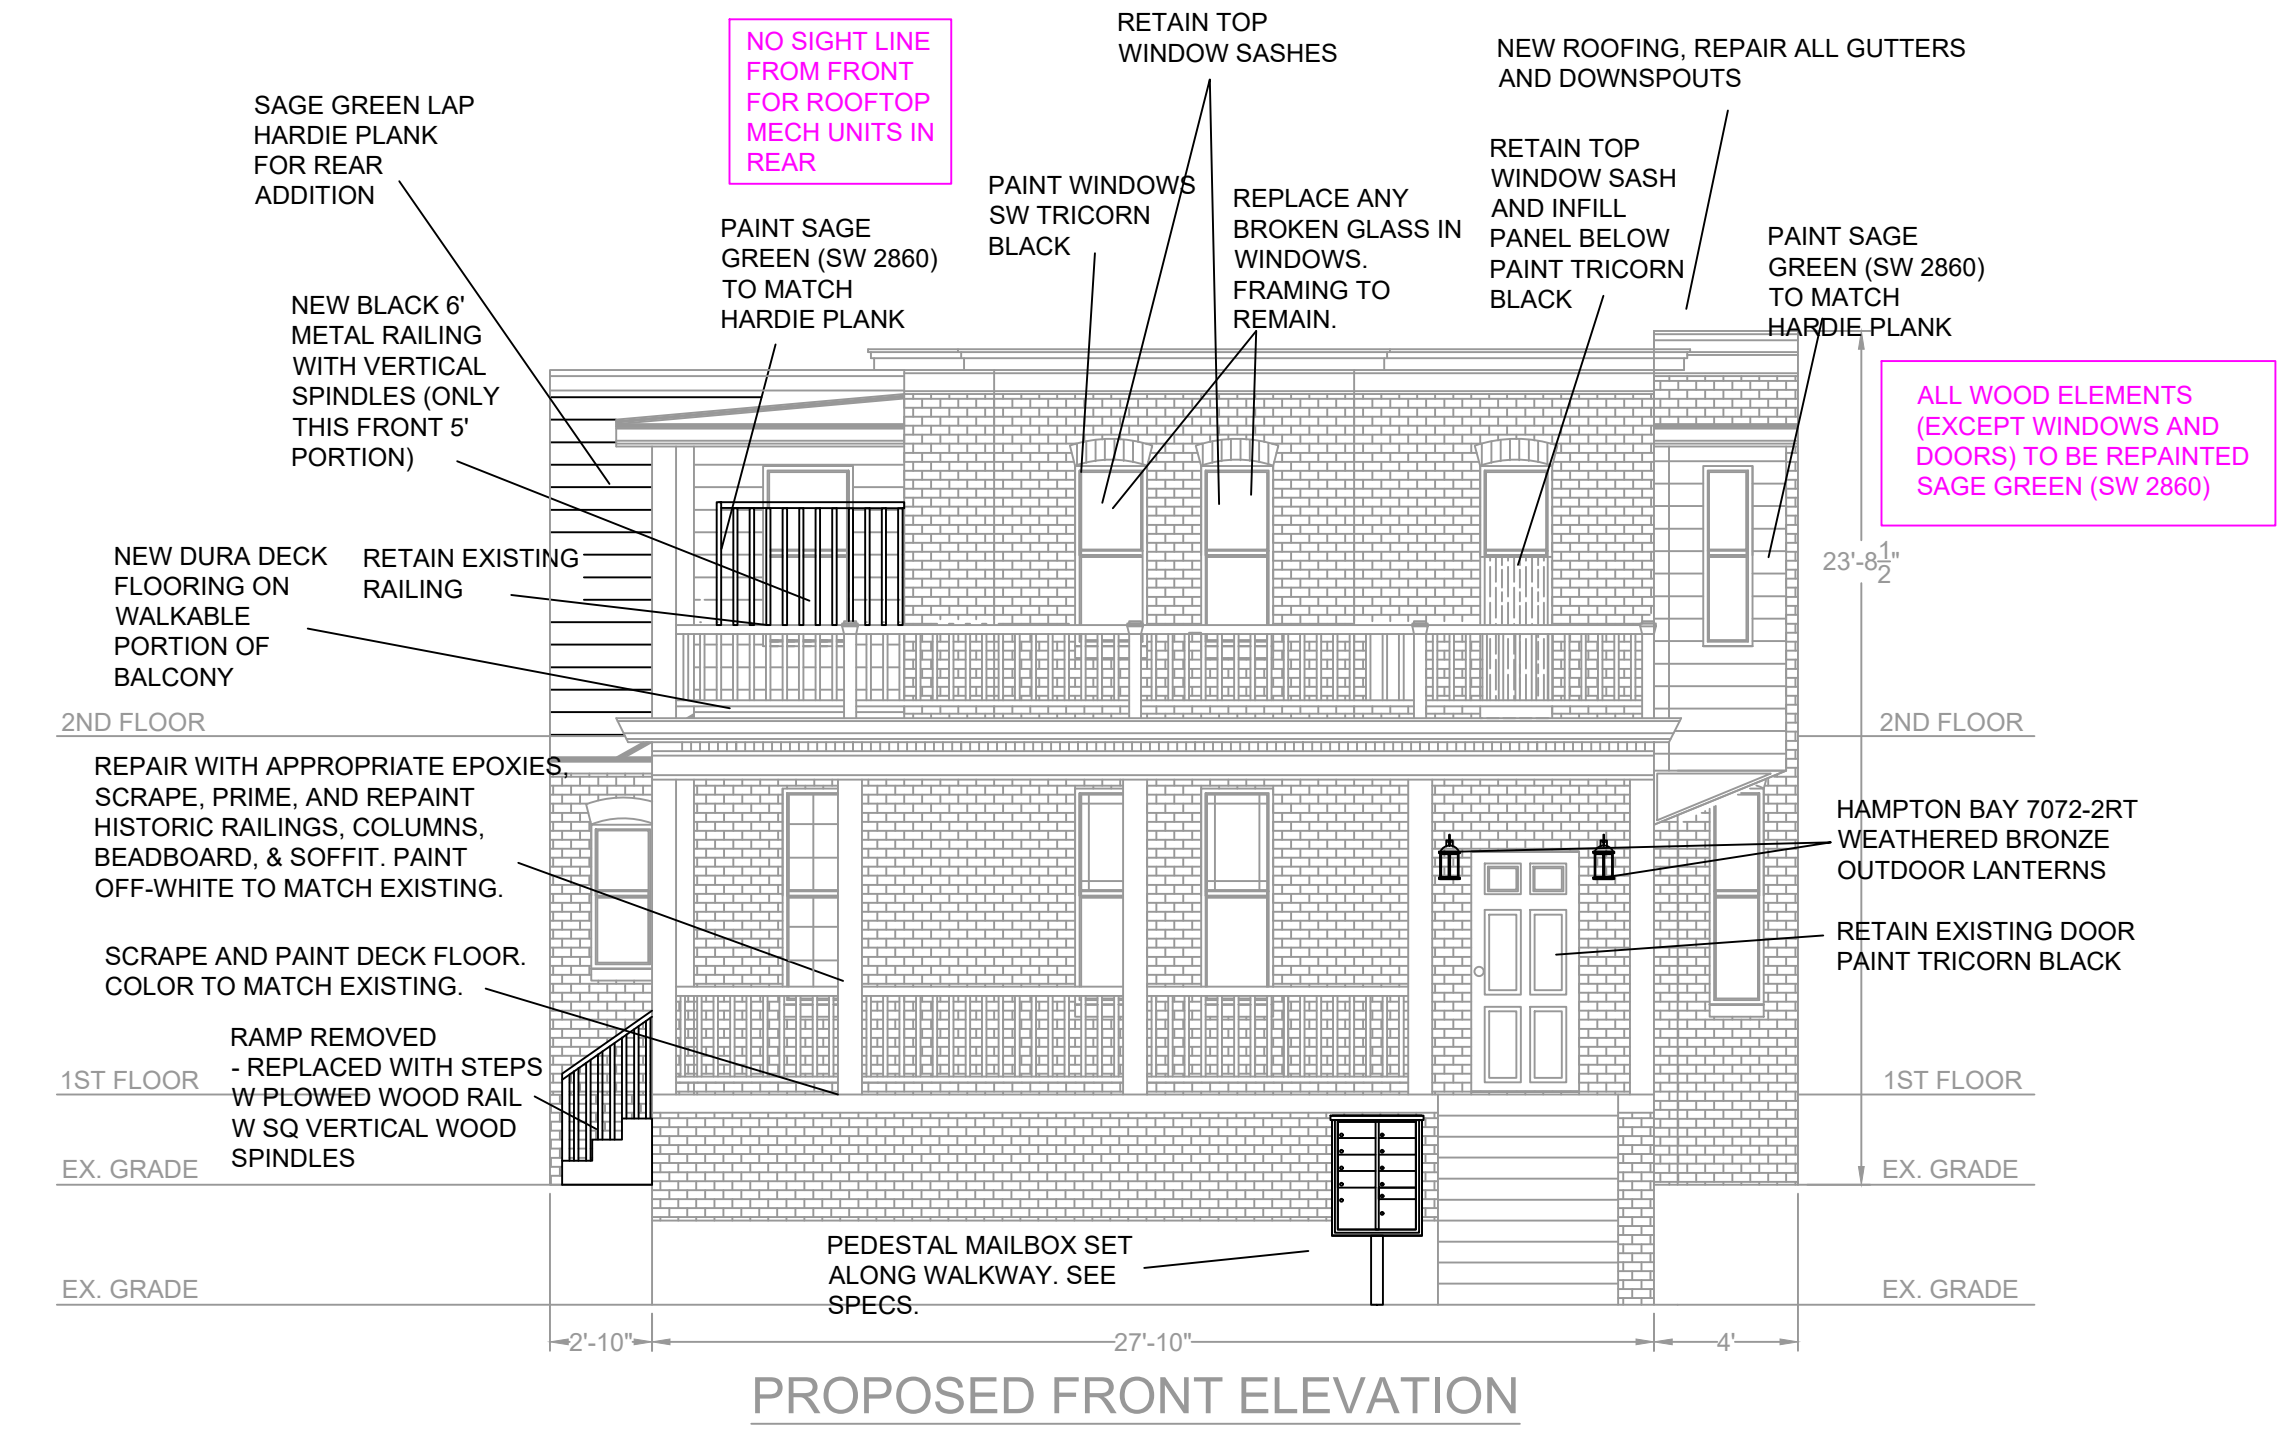 RETAIN TOP
WINDOW SASHES
NO SIGHT LINE
FROM FRONT
FOR ROOFTOP
MECH UNITS IN
REAR
NEW ROOFING, REPAIR ALL GUTTERS
AND DOWNSPOUTS
SAGE GREEN LAP
HARDIE PLANK
FOR REAR
ADDITION
RETAIN TOP
WINDOW SASH
AND INFILL
PANEL BELOW
PAINT TRICORN
BLACK
PAINT WINDOWS
SW TRICORN
BLACK
REPLACE ANY
BROKEN GLASS IN
WINDOWS.
FRAMING TO
REMAIN.
PAINT SAGE
GREEN (SW 2860)
TO MATCH
HARDIE PLANK
PAINT SAGE
GREEN (SW 2860)
TO MATCH
HARDIE PLANK
NEW BLACK 6'
METAL RAILING
WITH VERTICAL
SPINDLES (ONLY
THIS FRONT 5'
PORTION)
ALL WOOD ELEMENTS
(EXCEPT WINDOWS AND
DOORS) TO BE REPAINTED
SAGE GREEN (SW 2860)
NEW DURA DECK
FLOORING ON
WALKABLE
PORTION OF
BALCONY
RETAIN EXISTING
RAILING
23'-8 1/2"
2ND FLOOR
2ND FLOOR
REPAIR WITH APPROPRIATE EPOXIES,
SCRAPE, PRIME, AND REPAINT
HISTORIC RAILINGS, COLUMNS,
BEADBOARD, & SOFFIT. PAINT
OFF-WHITE TO MATCH EXISTING.
HAMPTON BAY 7072-2RT
WEATHERED BRONZE
OUTDOOR LANTERNS
RETAIN EXISTING DOOR
PAINT TRICORN BLACK
SCRAPE AND PAINT DECK FLOOR.
COLOR TO MATCH EXISTING.
RAMP REMOVED
- REPLACED WITH STEPS
W PLOWED WOOD RAIL
W SQ VERTICAL WOOD
SPINDLES
1ST FLOOR
1ST FLOOR
EX. GRADE
EX. GRADE
PEDESTAL MAILBOX SET
ALONG WALKWAY. SEE
SPECS.
EX. GRADE
EX. GRADE
2'-10"
27'-10"
4'
PROPOSED FRONT ELEVATION